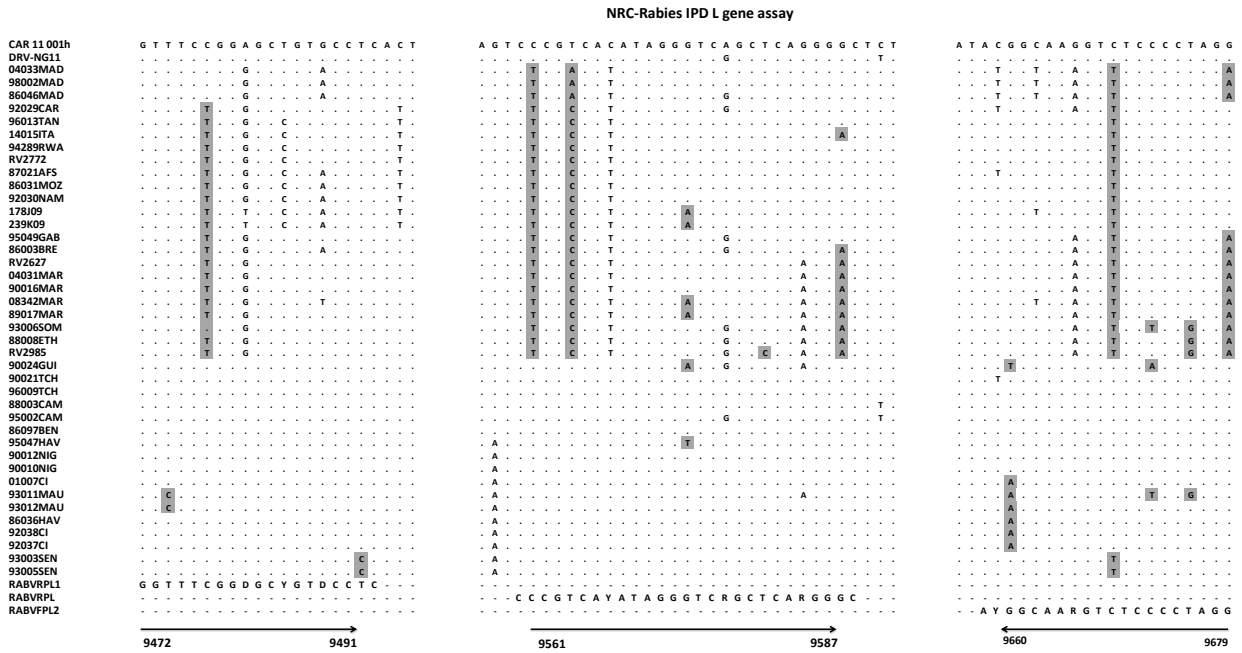 NRC-Rabies IPD L gene assay
CAR 11 001h G T T T C C G G A G C T G T G C C T C A C T A G T C C C G T C A C A T A G G G T C A G C T C A G G G G C T C T A T A C G G C A A G G T C T C C C C T A G G
DRV-NG11 . . . . . . . . . . . . . . . . . . . . . . . . . . . . . . . . . . . . . . . . . G . . . . . . . . . . . T . . . . . . . . . . . . . . . . . . . . . . .
04033MAD . . . . . . . . G . . . . . A . . . . . . . . . . . T . . A . . T . . . . . . . . . . . . . . . . . . . . . . . . . T . . T . . A . . T . . . . . . . . A
98002MAD . . . . . . . . G . . . . . A . . . . . . . . . . . T . . A . . T . . . . . . . . . . . . . . . . . . . . . . . . . T . . T . . A . . T . . . . . . . . A
86046MAD . . . . . . . . G . . . . . A . . . . . . . . . . . T . . A . . T . . . . . . . . G . . . . . . . . . . . . . . . . T . . T . . A . . T . . . . . . . . A
92029CAR . . . . . T . . G . . . . . . . . . . . T . . . . . T . . C . . T . . . . . . . . G . . . . . . . . . . . . . . . . T . . . . . A . . T . . . . . . . . .
96013TAN . . . . . T . . G . . C . . . . . . . . T . . . . . T . . C . . T . . . . . . . . . . . . . . . . . . . . . . . . . . . . . . . . . T . . . . . . . . .
14015ITA . . . . . T . . G . . C . . . . . . . . T . . . . . T . . C . . T . . . . . . . . . . . . . . . . . A . . . . . . . . . . . . . . . . T . . . . . . . . .
94289RWA . . . . . T . . G . . C . . . . . . . . T . . . . . T . . C . . T . . . . . . . . . . . . . . . . . . . . . . . . . . . . . . . . . T . . . . . . . . .
RV2772 . . . . . T . . G . . C . . . . . . . . T . . . . . T . . C . . T . . . . . . . . . . . . . . . . . . . . . . . . . . . . . . . . . T . . . . . . . . .
87021AFS . . . . . T . . G . . C . . A . . . . . T . . . . . T . . C . . T . . . . . . . . . . . . . . . . . . . . . . . . . T . . . . . . . . T . . . . . . . . .
86031MOZ . . . . . T . . G . . C . . A . . . . . T . . . . . T . . C . . T . . . . . . . . . . . . . . . . . . . . . . . . . . . . . . . . . T . . . . . . . . .
92030NAM . . . . . T . . G . . C . . A . . . . . T . . . . . T . . C . . T . . . . . . . . . . . . . . . . . . . . . . . . . . . . . . . . . T . . . . . . . . .
178J09 . . . . . T . . T . . C . . A . . . . . T . . . . . T . . C . . T . . . . . A . . . . . . . . . . . . . . . . . . . . . . T . . . . . T . . . . . . . . .
239K09 . . . . . T . . T . . C . . A . . . . . T . . . . . T . . C . . T . . . . . A . . . . . . . . . . . . . . . . . . . . . . . . . . . . T . . . . . . . . .
95049GAB . . . . . T . . G . . . . . . . . . . . . . . . . . T . . C . . T . . . . . . . . G . . . . . . . . . . . . . . . . . . . . . . A . . T . . . . . . . . A
86003BRE . . . . . T . . G . . . . . A . . . . . . . . . . . T . . C . . T . . . . . . . . G . . . . . . . . A . . . . . . . . . . . . . A . . T . . . . . . . . A
RV2627 . . . . . T . . G . . . . . . . . . . . . . . . . . T . . C . . T . . . . . . . . . . . . . . A . . A . . . . . . . . . . . . . A . . T . . . . . . . . A
04031MAR . . . . . T . . G . . . . . . . . . . . . . . . . . T . . C . . T . . . . . . . . . . . . . . A . . A . . . . . . . . . . . . . A . . T . . . . . . . . A
90016MAR . . . . . T . . G . . . . . . . . . . . . . . . . . T . . C . . T . . . . . . . . . . . . . . A . . A . . . . . . . . . . . . . A . . T . . . . . . . . A
08342MAR . . . . . T . . G . . . . . T . . . . . . . . . . . T . . C . . T . . . . . A . . . . . . . . A . . A . . . . . . . . . . T . . A . . T . . . . . . . . A
89017MAR . . . . . T . . G . . . . . . . . . . . . . . . . . T . . C . . T . . . . . A . . . . . . . . A . . A . . . . . . . . . . . . . A . . T . . . . . . . . A
93006SOM . . . . . . . . G . . . . . . . . . . . . . . . . . T . . C . . T . . . . . . . . G . . . . . A . . A . . . . . . . . . . . . . A . . T . . T . . G . . A
88008ETH . . . . . T . . G . . . . . . . . . . . . . . . . . T . . C . . T . . . . . . . . G . . . . . A . . A . . . . . . . . . . . . . A . . T . . . . . G . . A
RV2985 . . . . . T . . G . . . . . . . . . . . . . . . . . T . . C . . T . . . . . . . . G . . C . . A . . A . . . . . . . . . . . . . A . . T . . . . . G . . A
90024GUI . . . . . . . . . . . . . . . . . . . . . . . . . . . . . . . . . . . . . . A . . G . . . . . A . . . . . . . . . . . T . . . . . . . . . . A . . . . . .
90021TCH . . . . . . . . . . . . . . . . . . . . . . . . . . . . . . . . . . . . . . . . . . . . . . . . . . . . . . . . . . T . . . . . . . . . . . . . . . . . .
96009TCH . . . . . . . . . . . . . . . . . . . . . . . . . . . . . . . . . . . . . . . . . . . . . . . . . . . . . . . . . . . . . . . . . . . . . . . . . . . . .
88003CAM . . . . . . . . . . . . . . . . . . . . . . . . . . . . . . . . . . . . . . . . . . . . . . . . . . . . . T . . . . . . . . . . . . . . . . . . . . . . .
95002CAM . . . . . . . . . . . . . . . . . . . . . . . . . . . . . . . . . . . . . . . . . G . . . . . . . . . . . T . . . . . . . . . . . . . . . . . . . . . . .
86097BEN . . . . . . . . . . . . . . . . . . . . . . . . . . . . . . . . . . . . . . . . . . . . . . . . . . . . . . . . . . . . . . . . . . . . . . . . . . . . .
95047HAV . . . . . . . . . . . . . . . . . . . . . . . A . . . . . . . . . . . . . . T . . . . . . . . . . . . . . . . . . . . . . . . . . . . . . . . . . . . . .
90012NIG . . . . . . . . . . . . . . . . . . . . . . . A . . . . . . . . . . . . . . . . . . . . . . . . . . . . . . . . . . . . . . . . . . . . . . . . . . . . .
90010NIG . . . . . . . . . . . . . . . . . . . . . . . A . . . . . . . . . . . . . . . . . . . . . . . . . . . . . . . . . . . . . . . . . . . . . . . . . . . . .
01007CI . . . . . . . . . . . . . . . . . . . . . . . A . . . . . . . . . . . . . . . . . . . . . . . . . . . . . . . . . . . A . . . . . . . . . . . . . . . . .
93011MAU . . C . . . . . . . . . . . . . . . . . . . . A . . . . . . . . . . . . . . . . . . . . . . . A . . . . . . . . . . . A . . . . . . . . . . T . . G . . .
93012MAU . . C . . . . . . . . . . . . . . . . . . . . A . . . . . . . . . . . . . . . . . . . . . . . . . . . . . . . . . . . A . . . . . . . . . . . . . . . . .
86036HAV . . . . . . . . . . . . . . . . . . . . . . . A . . . . . . . . . . . . . . . . . . . . . . . . . . . . . . . . . . . A . . . . . . . . . . . . . . . . .
92038CI . . . . . . . . . . . . . . . . . . . . . . . A . . . . . . . . . . . . . . . . . . . . . . . . . . . . . . . . . . . A . . . . . . . . . . . . . . . . .
92037CI . . . . . . . . . . . . . . . . . . . . . . . A . . . . . . . . . . . . . . . . . . . . . . . . . . . . . . . . . . . A . . . . . . . . . . . . . . . . .
93003SEN . . . . . . . . . . . . . . . . . C . . . . . A . . . . . . . . . . . . . . . . . . . . . . . . . . . . . . . . . . . . . . . . . . . T . . . . . . . . .
93005SEN . . . . . . . . . . . . . . . . . C . . . . . A . . . . . . . . . . . . . . . . . . . . . . . . . . . . . . . . . . . . . . . . . . . T . . . . . . . . .
RABVRPL1 G G T T T C G G D G C Y G T D C C T C - - - - - - - - - - - - - - - - - - - - - - - - - - - - - - - - - - - - - - - - - - - - - - - - - - - - - - - - - -
RABVRPL - - - - - - - - - - - - - - - - - - - - - - - - - C C C G T C A Y A T A G G G T C R G C T C A R G G G C - - - - - - - - - - - - - - - - - - - - - - - - -
RABVFPL2 - - - - - - - - - - - - - - - - - - - - - - - - - - - - - - - - - - - - - - - - - - - - - - - - - - - - - - - - - A Y G G C A A R G T C T C C C C T A G G
9472 9491 9561 9587 9660 9679